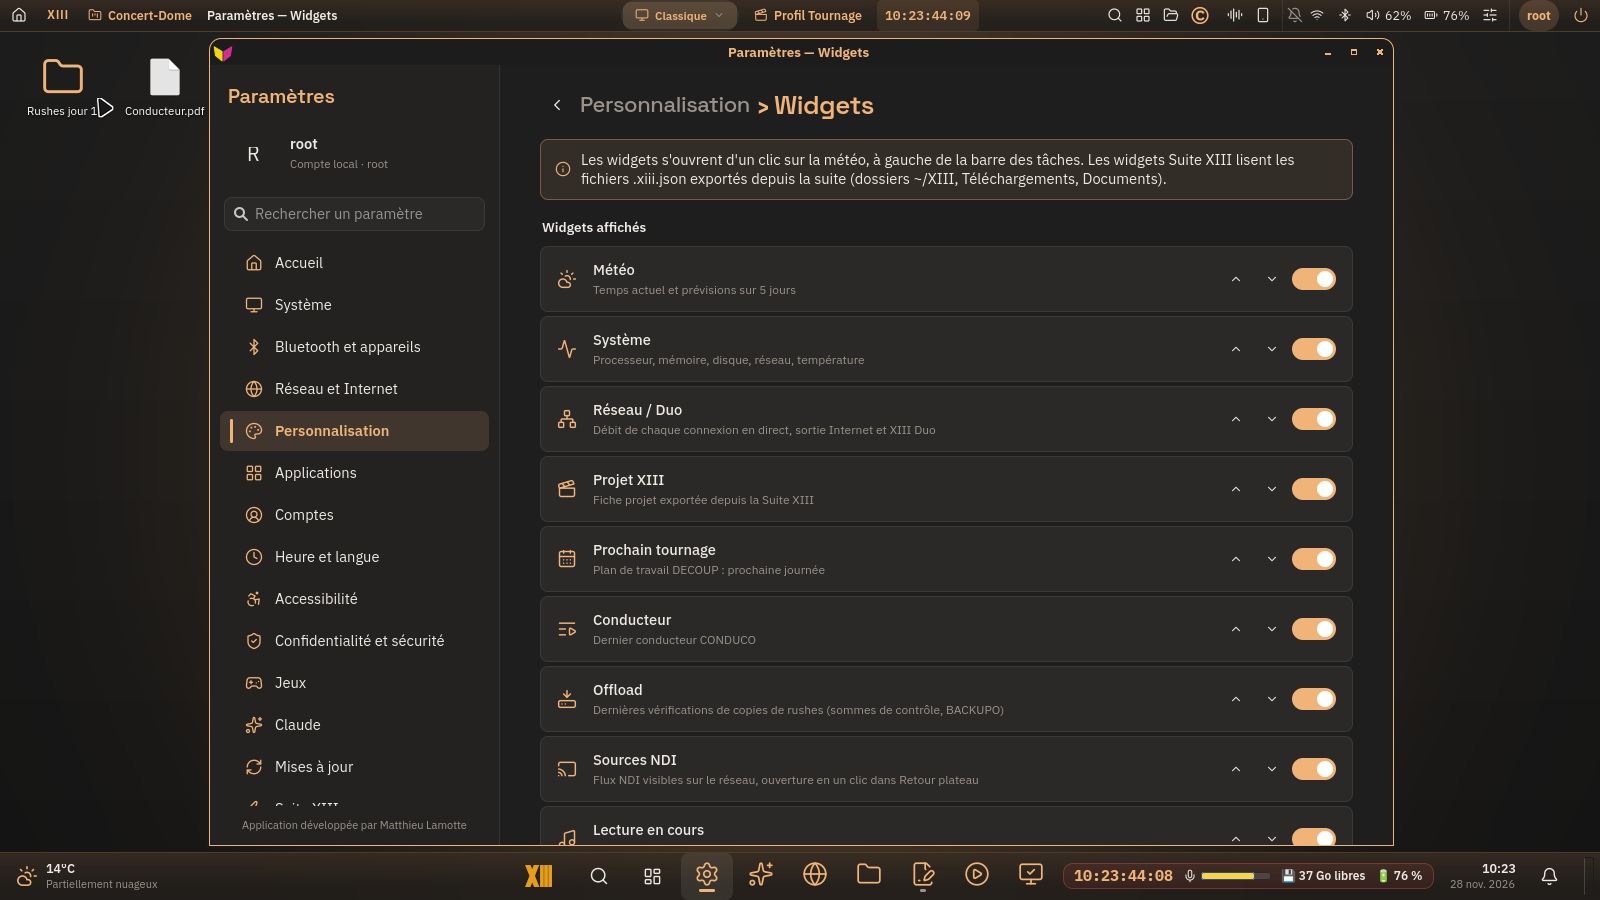 XIII Concert-Dome Paramètres — Widgets Classique Profil Tournage 10:23:44:09 62% 76% root
Paramètres — Widgets
Rushes jour 1
Conducteur.pdf
Paramètres
R
root
Compte local · root
Rechercher un paramètre
Accueil
Système
Bluetooth et appareils
Réseau et Internet
Personnalisation
Applications
Comptes
Heure et langue
Accessibilité
Confidentialité et sécurité
Jeux
Claude
Mises à jour
Suite XIII
Application développée par Matthieu Lamotte
Personnalisation > Widgets
Les widgets s'ouvrent d'un clic sur la météo, à gauche de la barre des tâches. Les widgets Suite XIII lisent les
fichiers .xiii.json exportés depuis la suite (dossiers ~/XIII, Téléchargements, Documents).
Widgets affichés
Météo
Temps actuel et prévisions sur 5 jours
Système
Processeur, mémoire, disque, réseau, température
Réseau / Duo
Débit de chaque connexion en direct, sortie Internet et XIII Duo
Projet XIII
Fiche projet exportée depuis la Suite XIII
Prochain tournage
Plan de travail DECOUP : prochaine journée
Conducteur
Dernier conducteur CONDUCO
Offload
Dernières vérifications de copies de rushes (sommes de contrôle, BACKUPO)
Sources NDI
Flux NDI visibles sur le réseau, ouverture en un clic dans Retour plateau
Lecture en cours
14°C
Partiellement nuageux
XIII
10:23:44:08 37 Go libres 76 %
10:23
28 nov. 2026